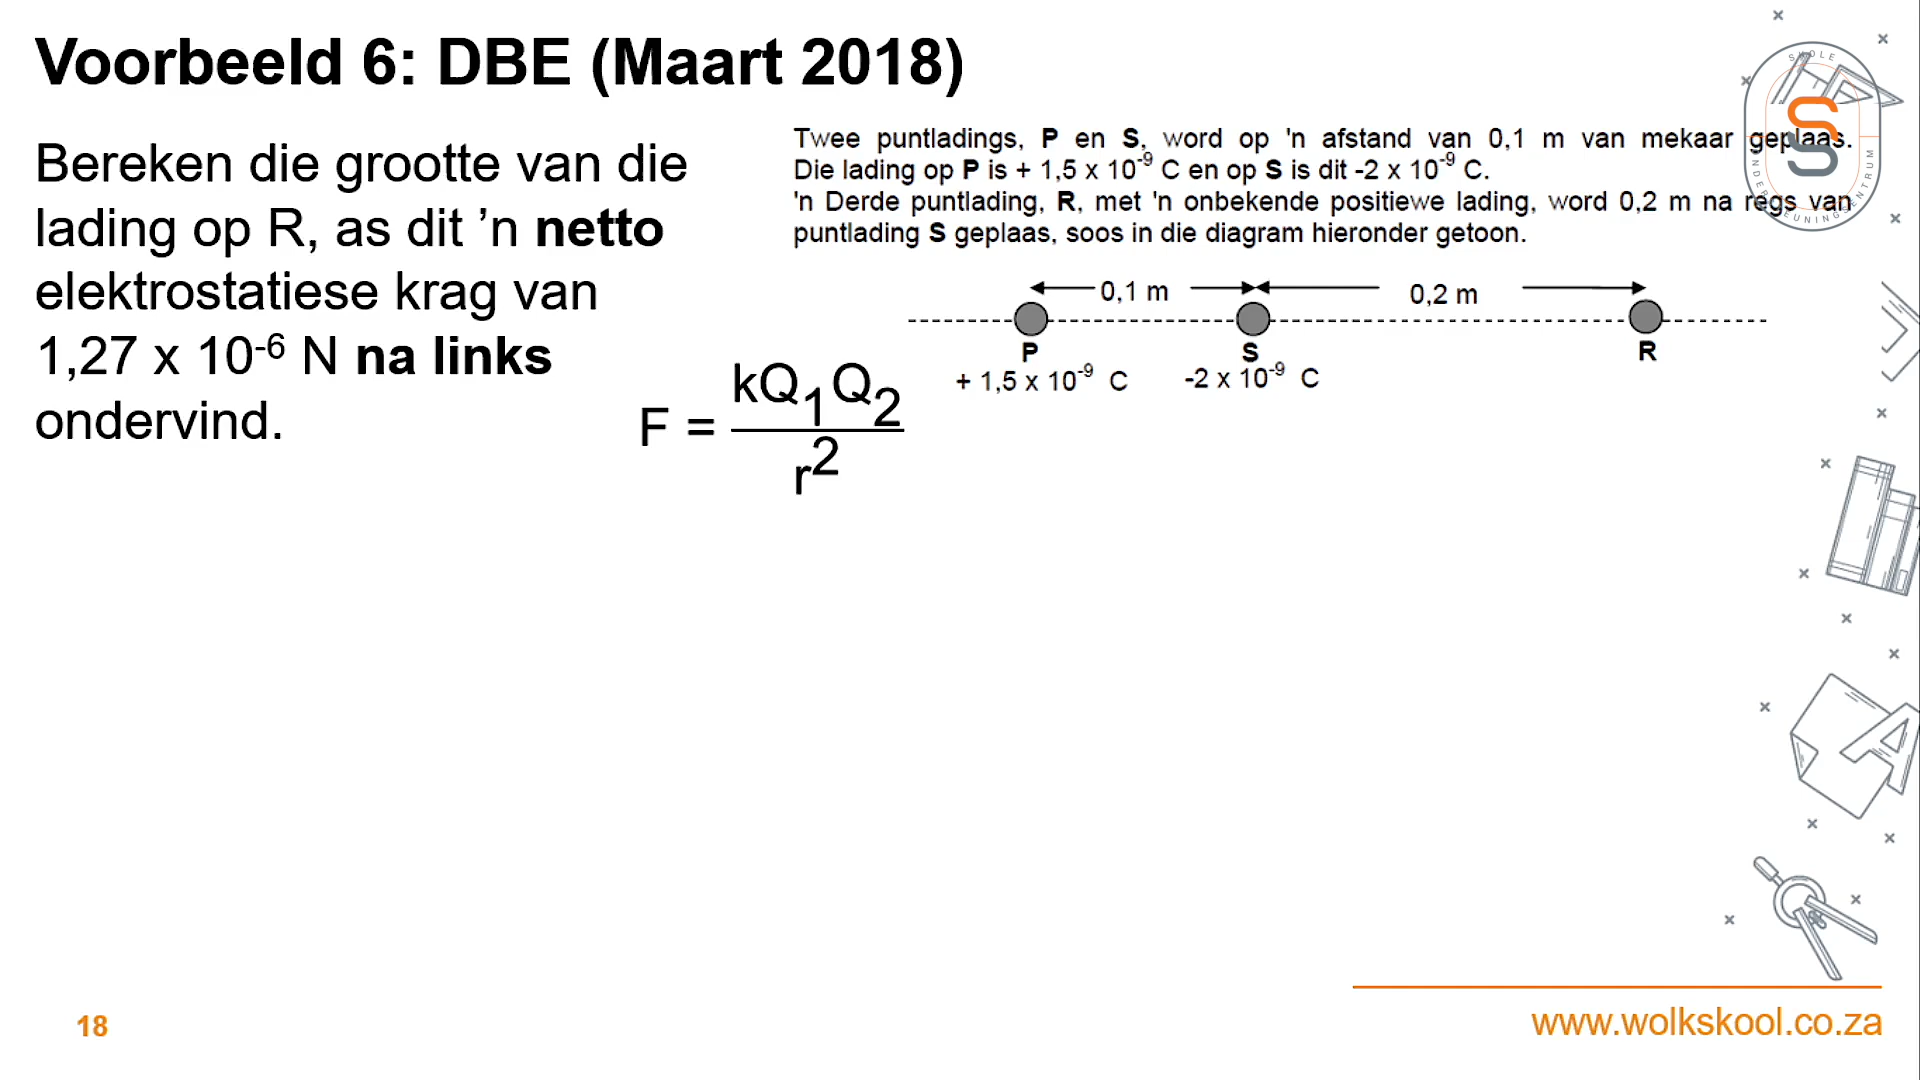 Voorbeeld 6: DBE (Maart 2018)
Bereken die grootte van die
lading op R, as dit ’n netto
elektrostatiese krag van
1,27 x 10⁻⁶ N na links
ondervind.
F = kQ₁Q₂
r²
Twee puntladings, P en S, word op 'n afstand van 0,1 m van mekaar geplaas.
Die lading op P is + 1,5 x 10⁻⁹ C en op S is dit -2 x 10⁻⁹ C.
'n Derde puntlading, R, met 'n onbekende positiewe lading, word 0,2 m na regs van
puntlading S geplaas, soos in die diagram hieronder getoon.
0,1 m 0,2 m
P S R
+ 1,5 x 10⁻⁹ C -2 x 10⁻⁹ C
SKOLE
ONDERSTEUNINGSENTRUM
A
18
www.wolkskool.co.za